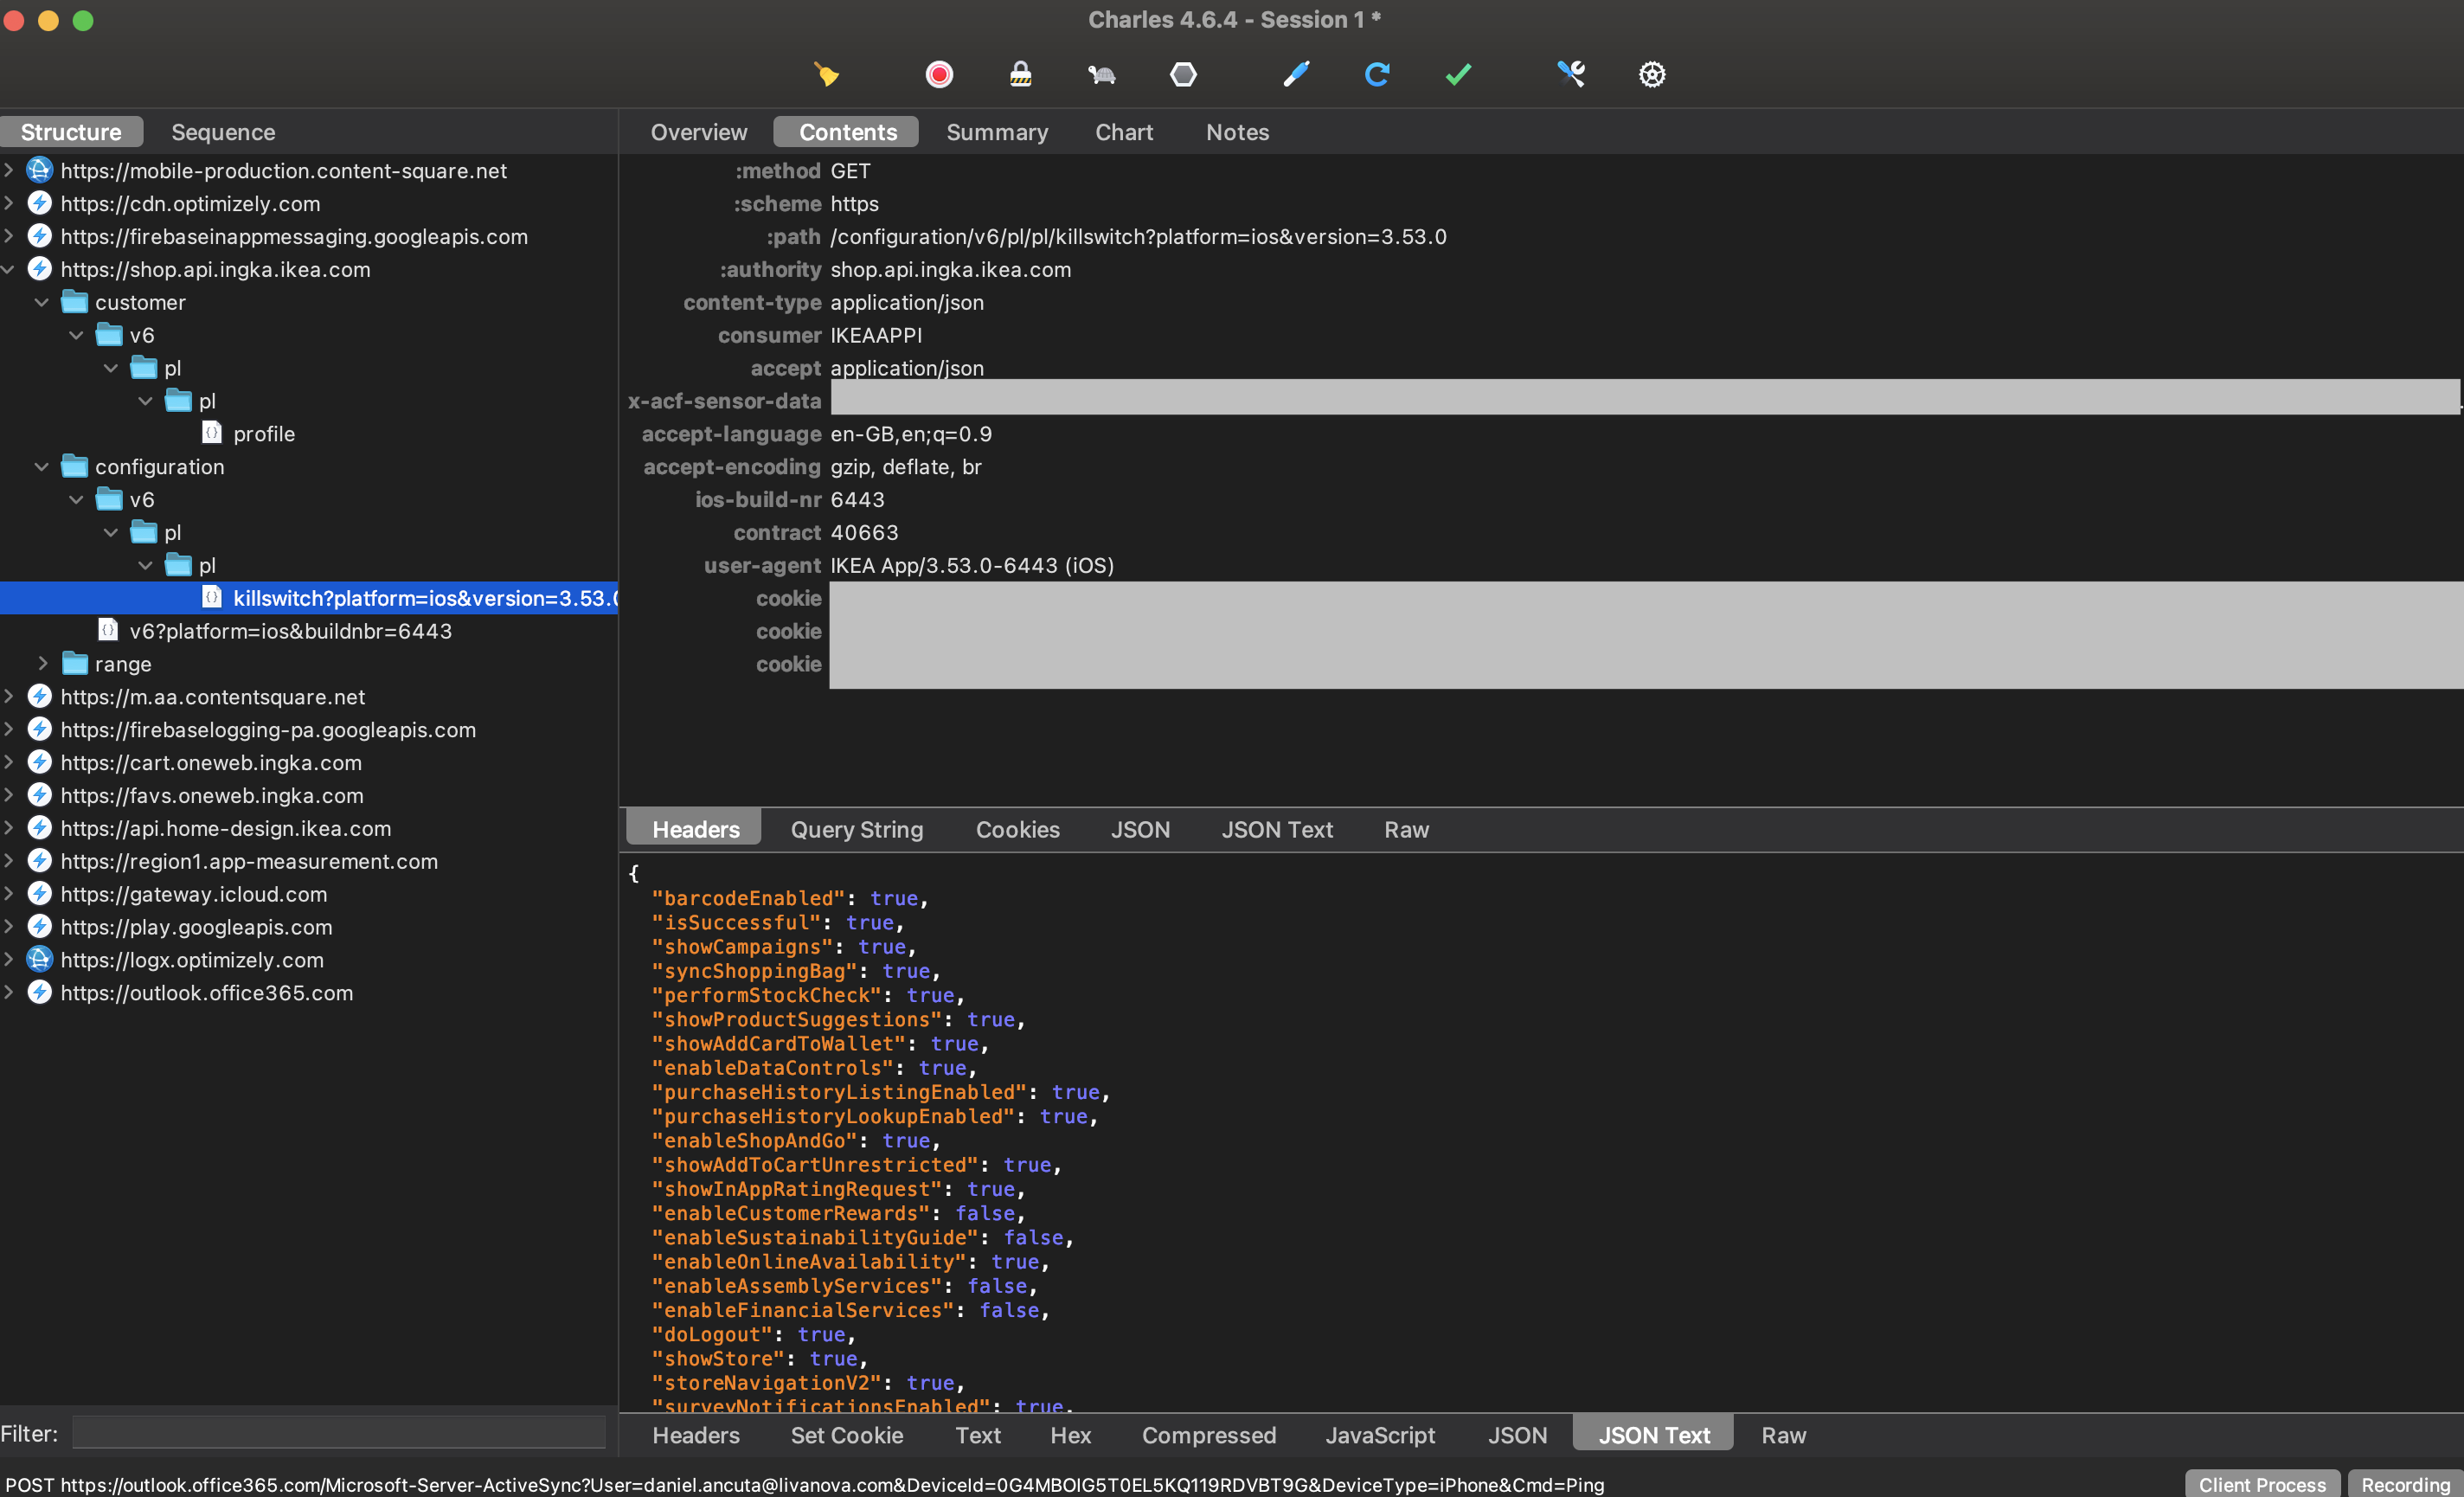 Charles 4.6.4 - Session 1 *
Structure
Sequence
https://mobile-production.content-square.net
https://cdn.optimizely.com
https://firebaseinappmessaging.googleapis.com
https://shop.api.ingka.ikea.com
customer
v6
pl
pl
profile
configuration
v6
pl
pl
killswitch?platform=ios&version=3.53.0
v6?platform=ios&buildnbr=6443
range
https://m.aa.contentsquare.net
https://firebaselogging-pa.googleapis.com
https://cart.oneweb.ingka.com
https://favs.oneweb.ingka.com
https://api.home-design.ikea.com
https://region1.app-measurement.com
https://gateway.icloud.com
https://play.googleapis.com
https://logx.optimizely.com
https://outlook.office365.com
Filter:
Overview Contents Summary Chart Notes
:method GET
:scheme https
:path /configuration/v6/pl/pl/killswitch?platform=ios&version=3.53.0
:authority shop.api.ingka.ikea.com
content-type application/json
consumer IKEAAPPI
accept application/json
x-acf-sensor-data
accept-language en-GB,en;q=0.9
accept-encoding gzip, deflate, br
ios-build-nr 6443
contract 40663
user-agent IKEA App/3.53.0-6443 (iOS)
cookie
cookie
cookie
Headers Query String Cookies JSON JSON Text Raw
{
"barcodeEnabled": true,
"isSuccessful": true,
"showCampaigns": true,
"syncShoppingBag": true,
"performStockCheck": true,
"showProductSuggestions": true,
"showAddCardToWallet": true,
"enableDataControls": true,
"purchaseHistoryListingEnabled": true,
"purchaseHistoryLookupEnabled": true,
"enableShopAndGo": true,
"showAddToCartUnrestricted": true,
"showInAppRatingRequest": true,
"enableCustomerRewards": false,
"enableSustainabilityGuide": false,
"enableOnlineAvailability": true,
"enableAssemblyServices": false,
"enableFinancialServices": false,
"doLogout": true,
"showStore": true,
"storeNavigationV2": true,
"surveyNotificationsEnabled": true,
Headers Set Cookie Text Hex Compressed JavaScript JSON JSON Text Raw
POST https://outlook.office365.com/Microsoft-Server-ActiveSync?User=daniel.ancuta@livanova.com&DeviceId=0G4MBOIG5T0EL5KQ119RDVBT9G&DeviceType=iPhone&Cmd=Ping
Client Process
Recording